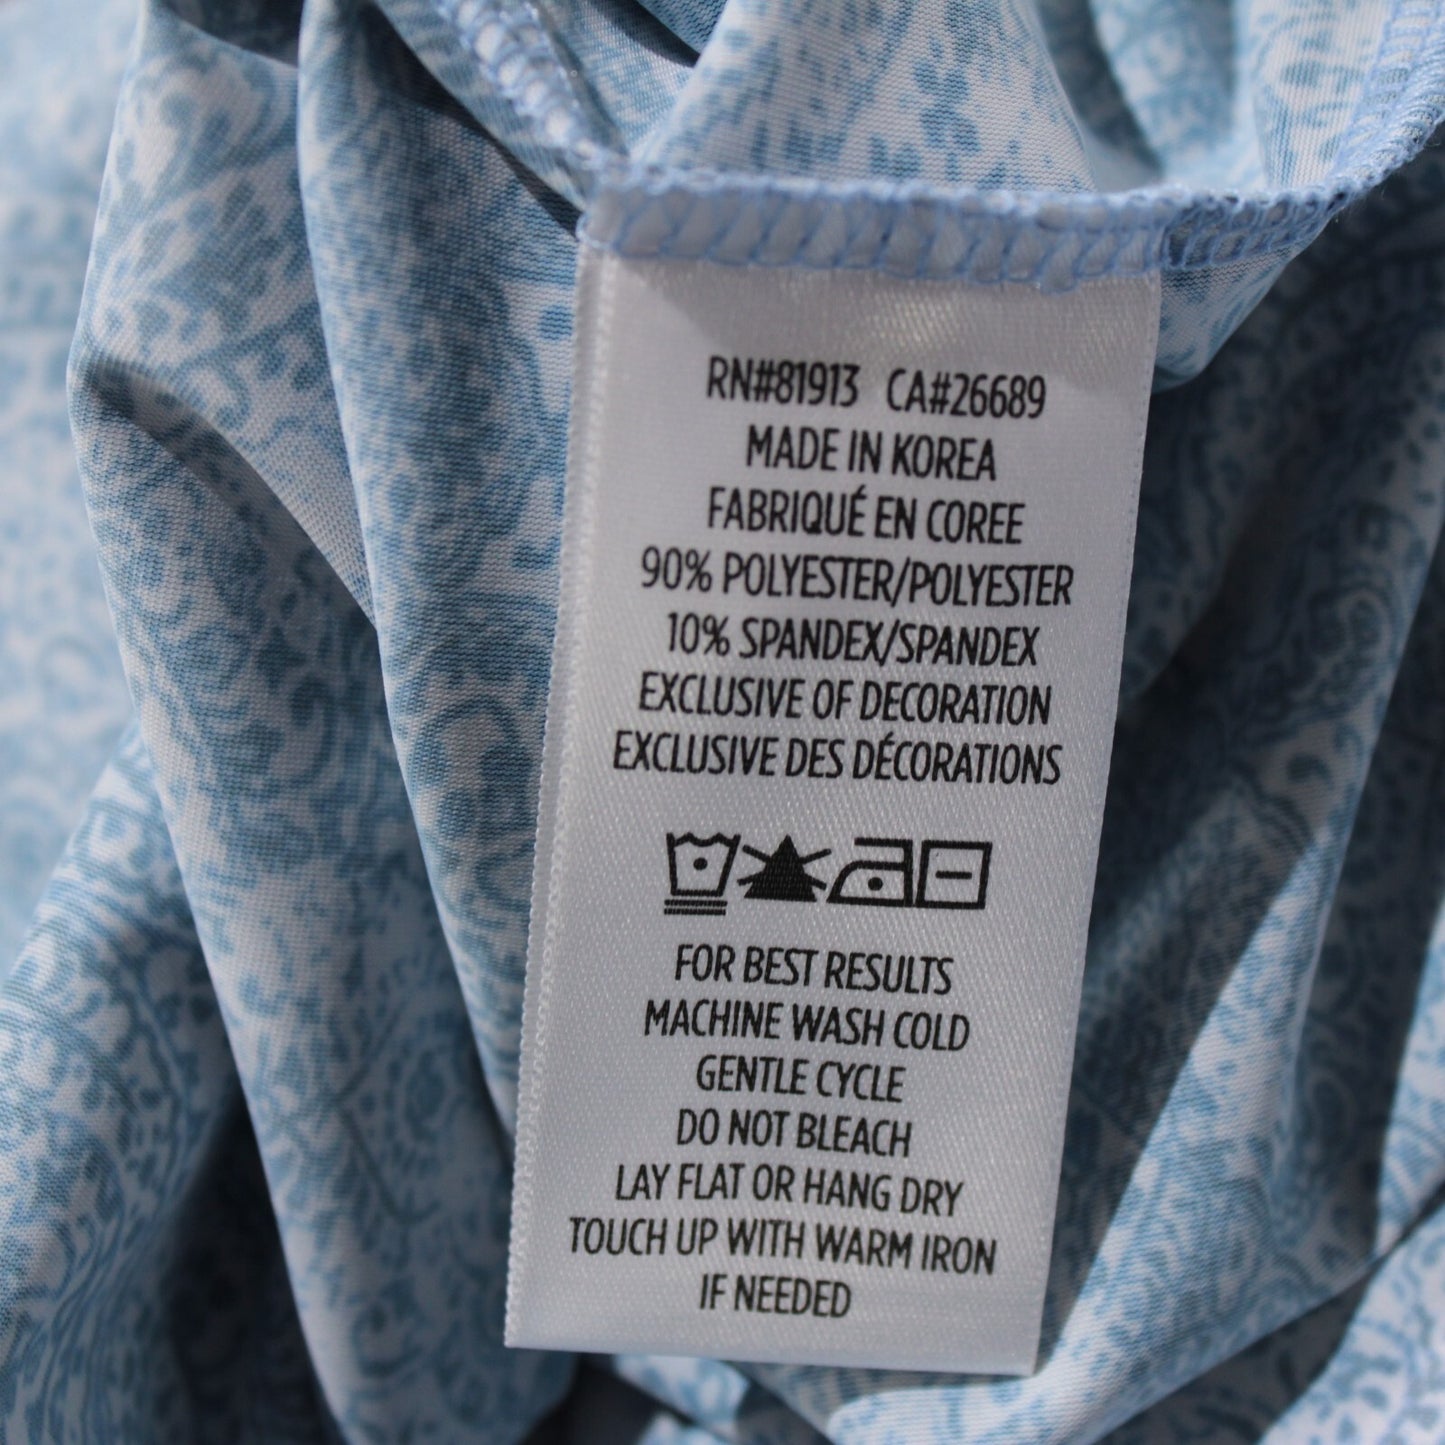 RN#81913 CA#26689
MADE IN KOREA
FABRIQUÉ EN COREE
90% POLYESTER/POLYESTER
10% SPANDEX/SPANDEX
EXCLUSIVE OF DECORATION
EXCLUSIVE DES DÉCORATIONS
FOR BEST RESULTS
MACHINE WASH COLD
GENTLE CYCLE
DO NOT BLEACH
LAY FLAT OR HANG DRY
TOUCH UP WITH WARM IRON
IF NEEDED